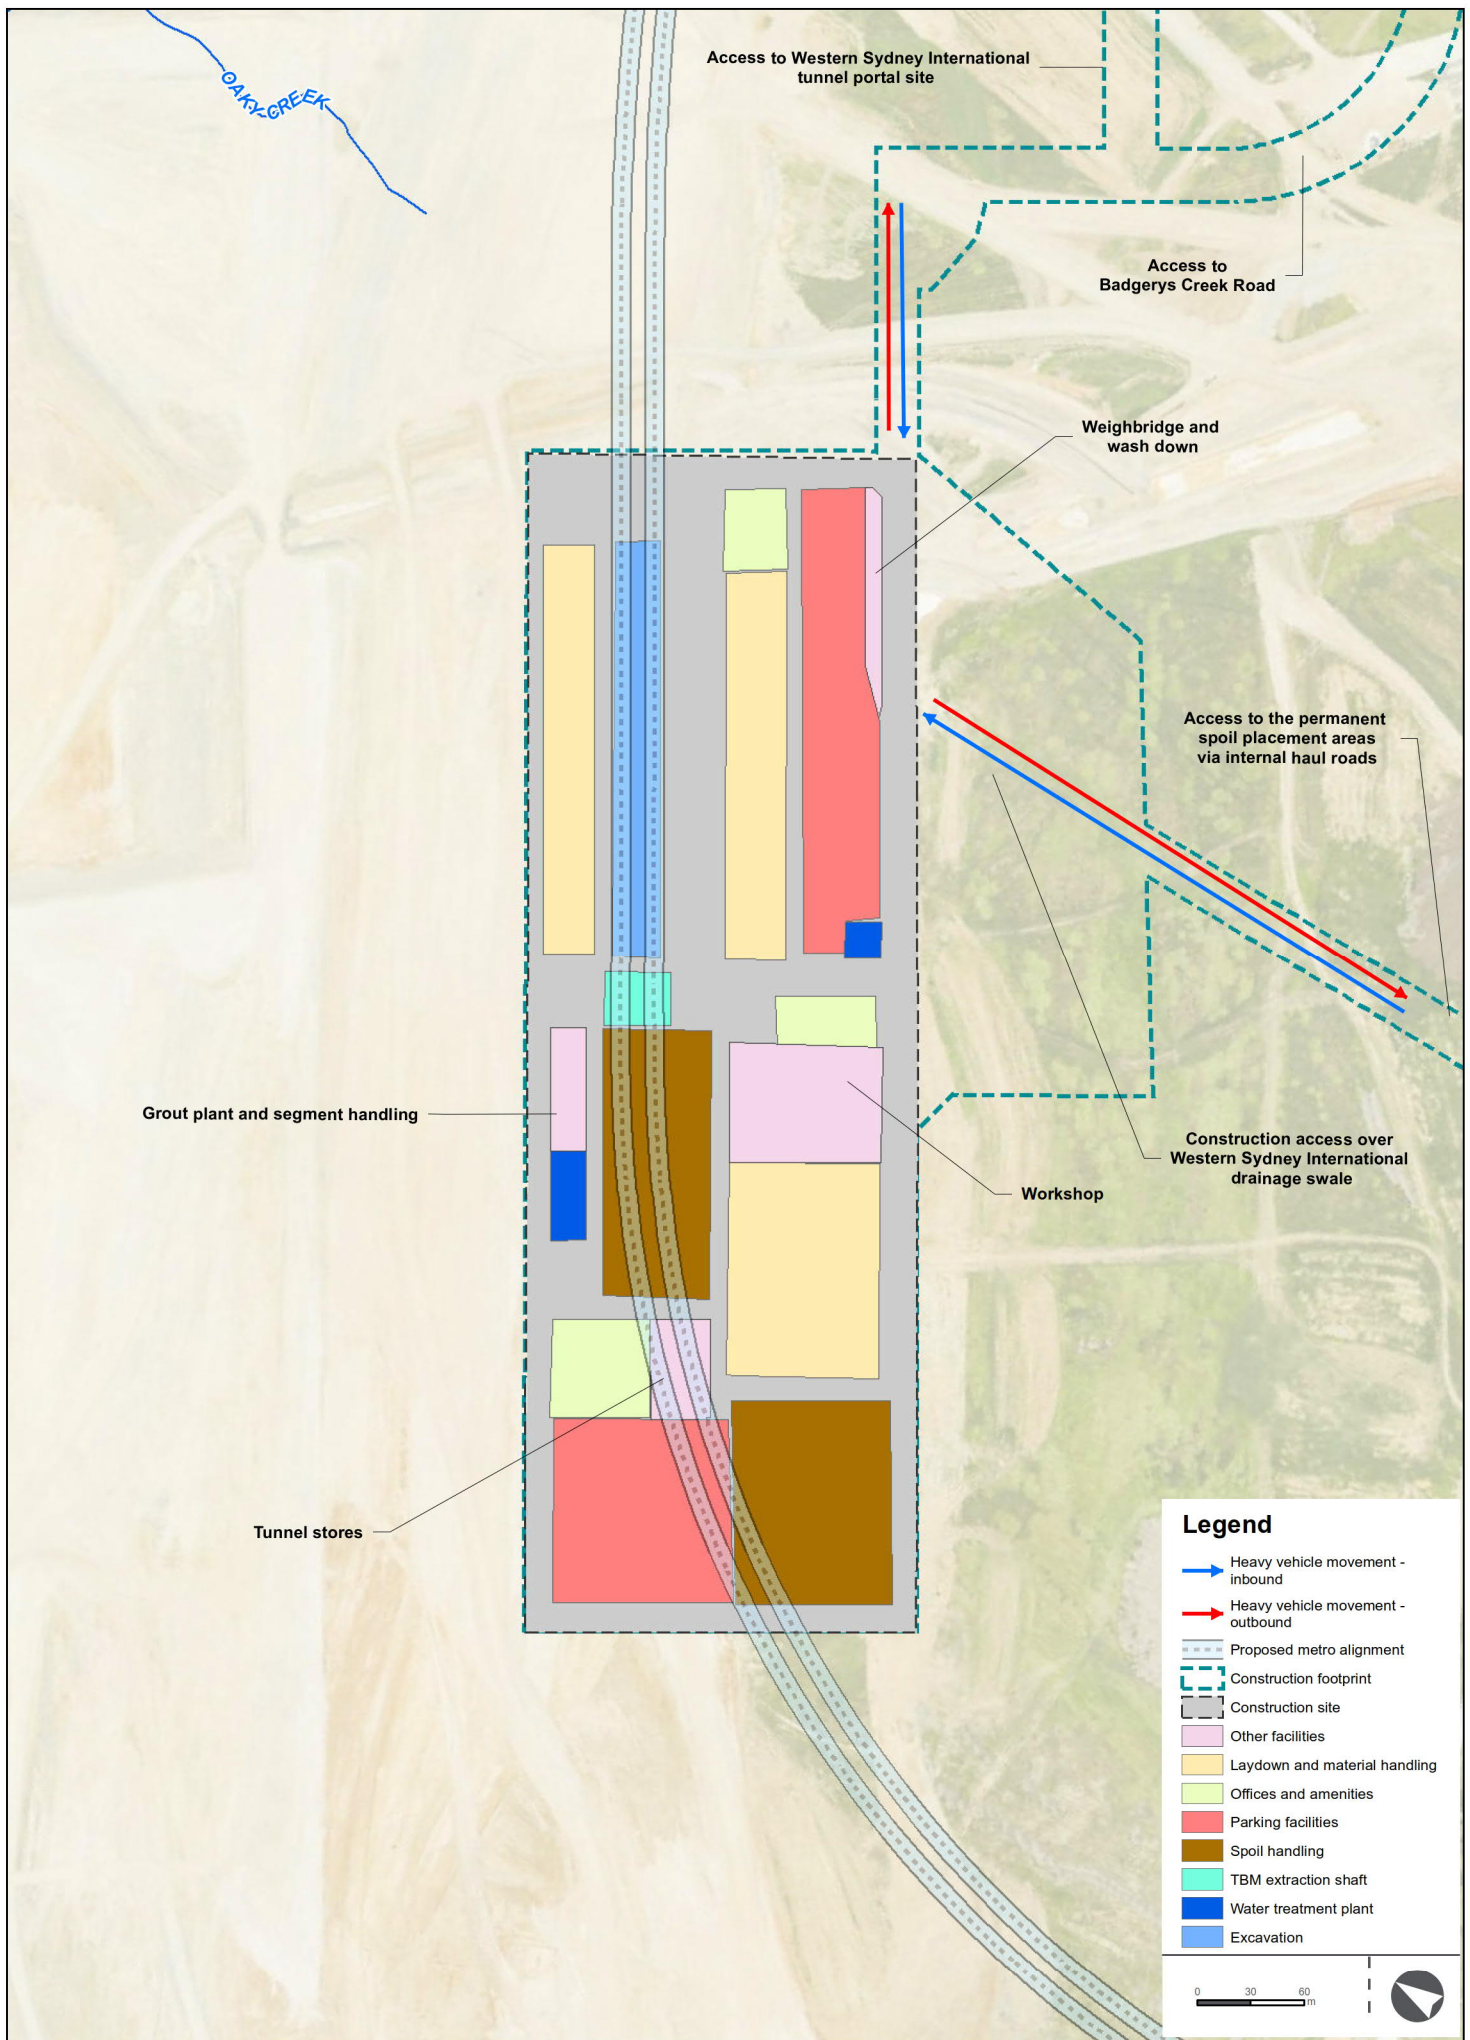 OAKY CREEK
Access to Western Sydney International
tunnel portal site
Access to
Badgerys Creek Road
Weighbridge and
wash down
Access to the permanent
spoil placement areas
via internal haul roads
Grout plant and segment handling
Construction access over
Western Sydney International
drainage swale
Workshop
Tunnel stores
Legend
Heavy vehicle movement -
inbound
Heavy vehicle movement -
outbound
Proposed metro alignment
Construction footprint
Construction site
Other facilities
Laydown and material handling
Offices and amenities
Parking facilities
Spoil handling
TBM extraction shaft
Water treatment plant
Excavation
0 30 60
m